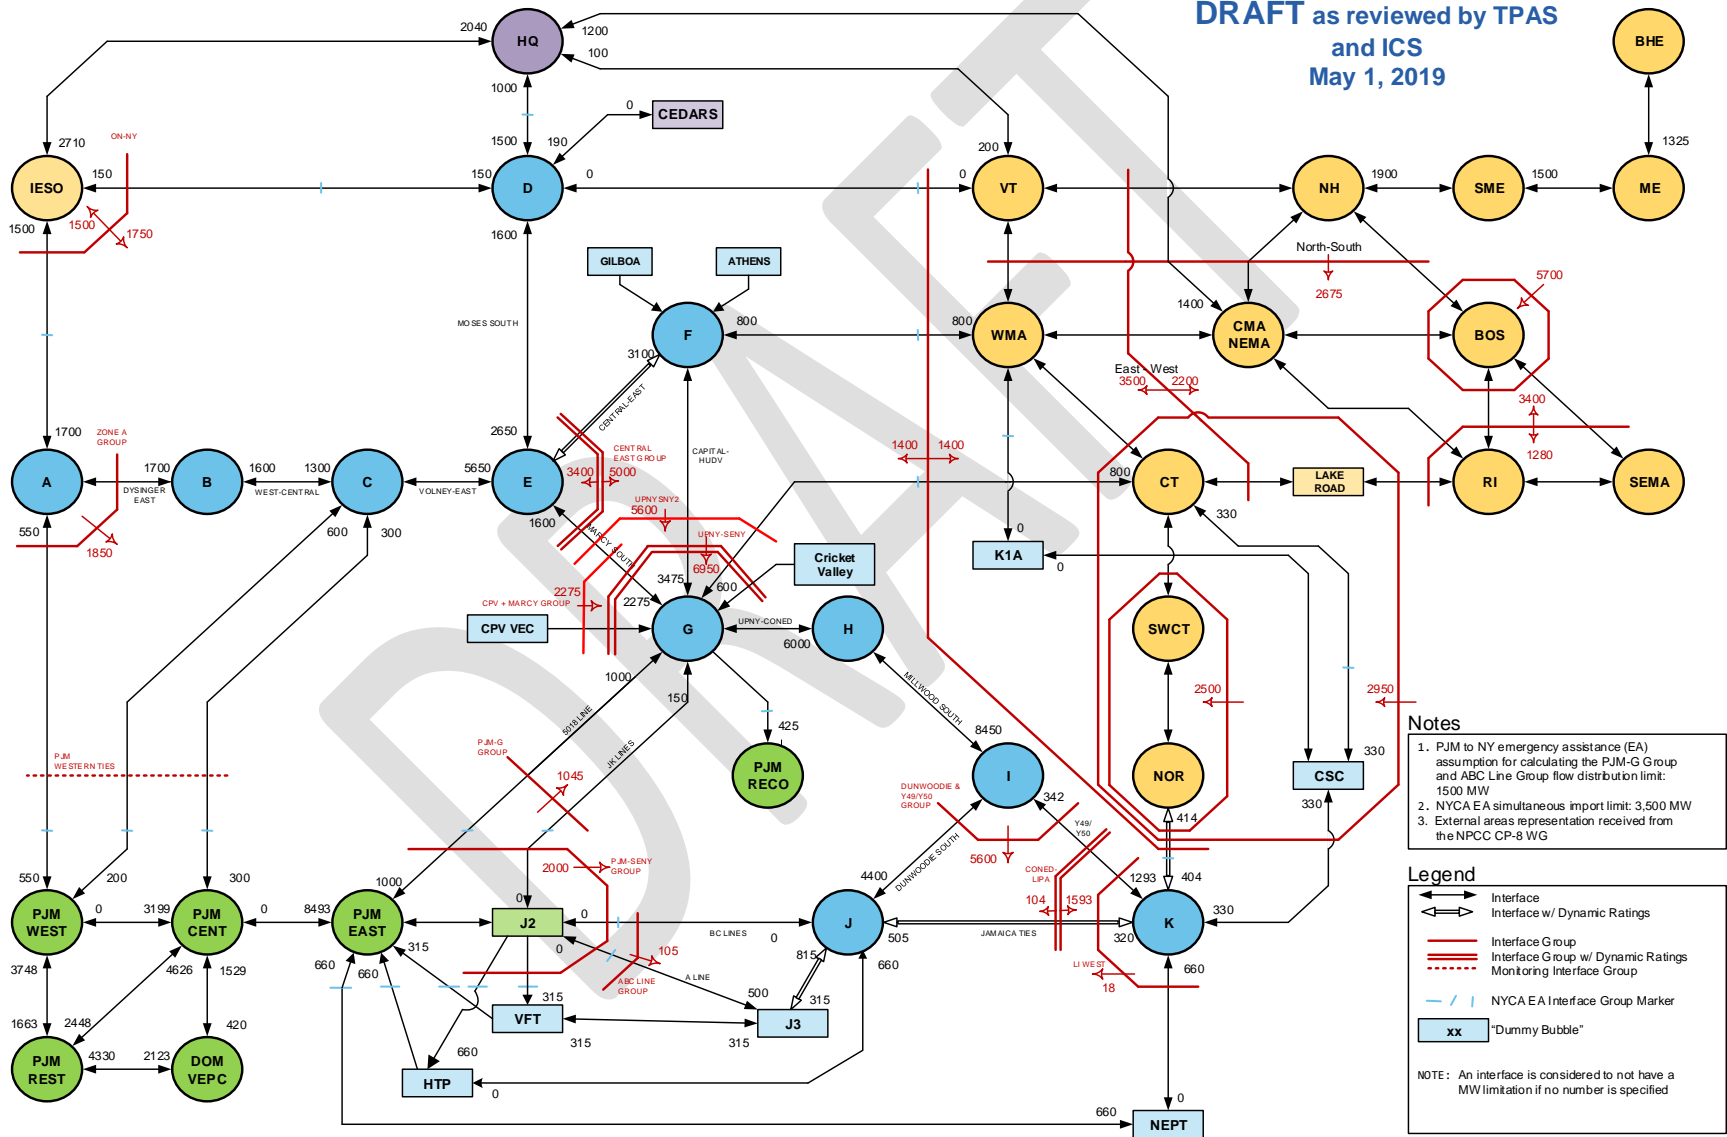 DRAFT as reviewed by TPAS
and ICS
May 1, 2019
DRAFT
2040
HQ
1200
100
1000
BHE
0
CEDARS
1325
ON-NY
2710
1500
190
200
IESO
150
150
D
0
0
VT
NH
1900
SME
1500
ME
1500
1500
1750
1600
North-South
2675
GILBOA
ATHENS
5700
MOSES SOUTH
F
800
800
WMA
1400
CMA
NEMA
BOS
3100
CENTRAL-EAST
East - West
3500
2200
3400
1280
1700
ZONE A
GROUP
2650
CENTRAL
EAST GROUP
CAPITAL-
HUDV
1400
1400
A
1700
DYSINGER
EAST
B
1600
WEST-CENTRAL
1300
C
5650
VOLNEY-EAST
E
3400
5000
800
CT
LAKE
ROAD
RI
SEMA
550
1850
600
300
1600
UPNYSNY2
5600
UPNY-SENY
6950
330
0
K1A
0
MARCY SOUTH
Cricket
Valley
3475
600
2275
CPV + MARCY GROUP
2275
CPV VEC
G
UPNY-CONED
H
6000
SWCT
1000
150
MILLWOOD SOUTH
2500
2950
5018 LINE
JK LINES
425
8450
PJM
WESTERN TIES
PJM-G
GROUP
1045
PJM
RECO
I
NOR
330
CSC
330
DUNWOODIE &
Y49/Y50
GROUP
342
Y49/
Y50
414
5600
DUNWOODIE SOUTH
2000
PJM-SENY
GROUP
CONED-
LIPA
550
200
300
1000
0
4400
1293
404
104
1593
PJM
WEST
0
3199
PJM
CENT
0
8493
PJM
EAST
J2
0
BC LINES
0
J
505
JAMAICA TIES
320
K
330
3748
4626
1529
315
660
660
0
105
ABC LINE
GROUP
A LINE
815
660
LI WEST
18
660
1663
2448
420
315
VFT
315
500
315
J3
315
PJM
REST
4330
2123
DOM
VEPC
660
HTP
0
660
0
NEPT
Notes
1. PJM to NY emergency assistance (EA)
assumption for calculating the PJM-G Group
and ABC Line Group flow distribution limit:
1500 MW
2. NYCA EA simultaneous import limit: 3,500 MW
3. External areas representation received from
the NPCC CP-8 WG
Legend
Interface
Interface w/ Dynamic Ratings
Interface Group
Interface Group w/ Dynamic Ratings
Monitoring Interface Group
NYCA EA Interface Group Marker
xx
“Dummy Bubble”
NOTE: An interface is considered to not have a
MW limitation if no number is specified